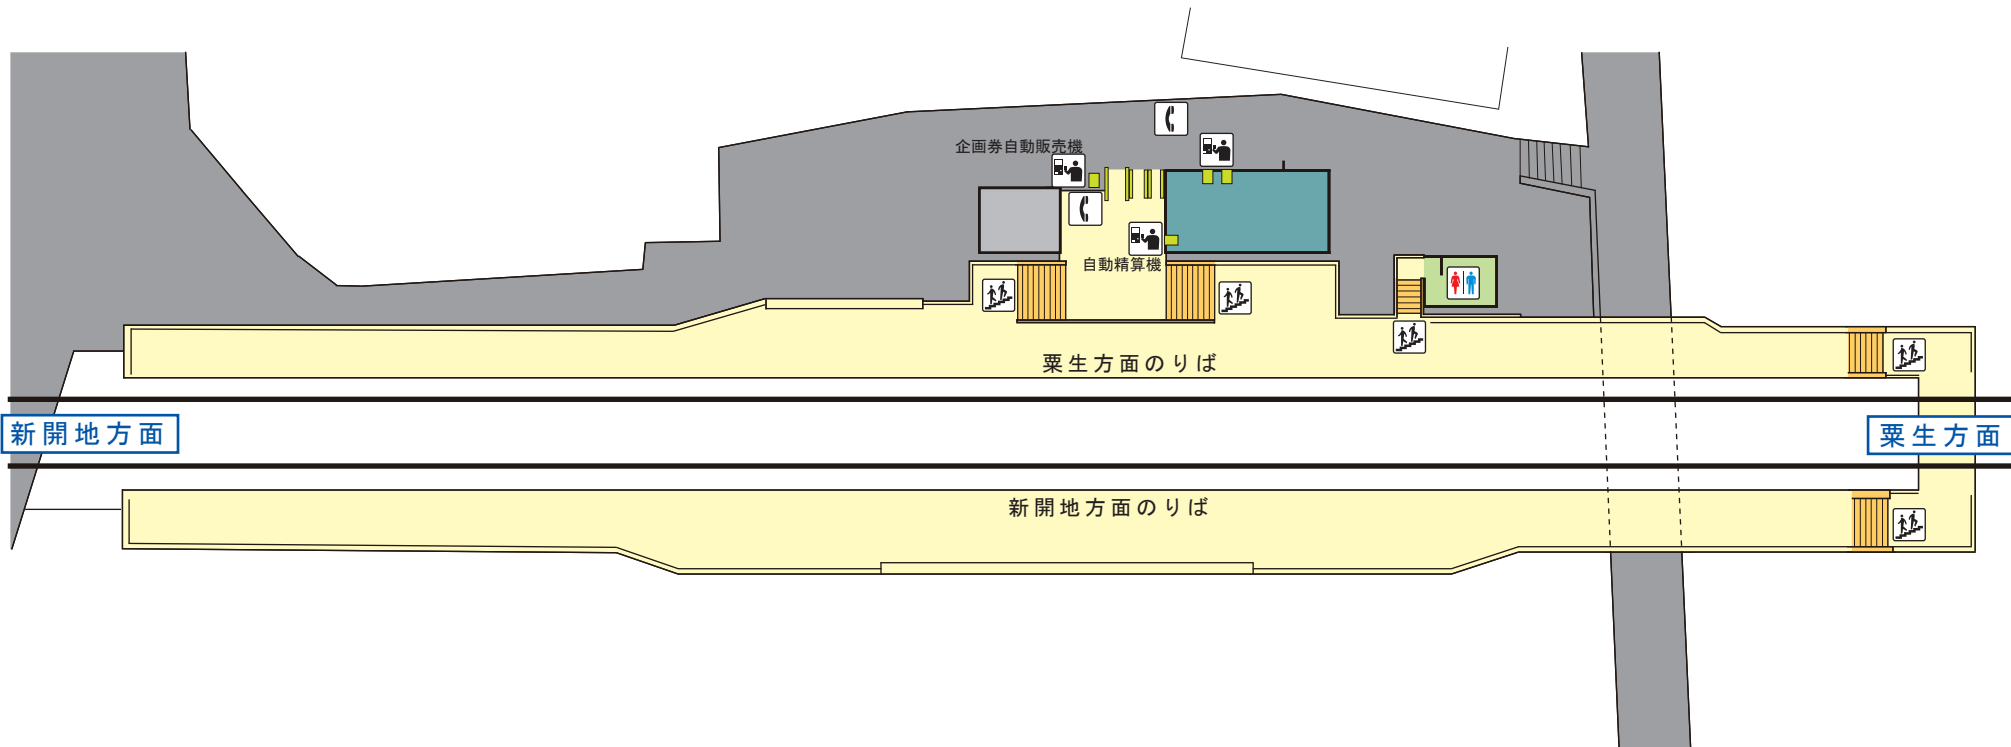 企画券自動販売機
自動精算機
粟生方面のりば
新開地方面
粟生方面
新開地方面のりば